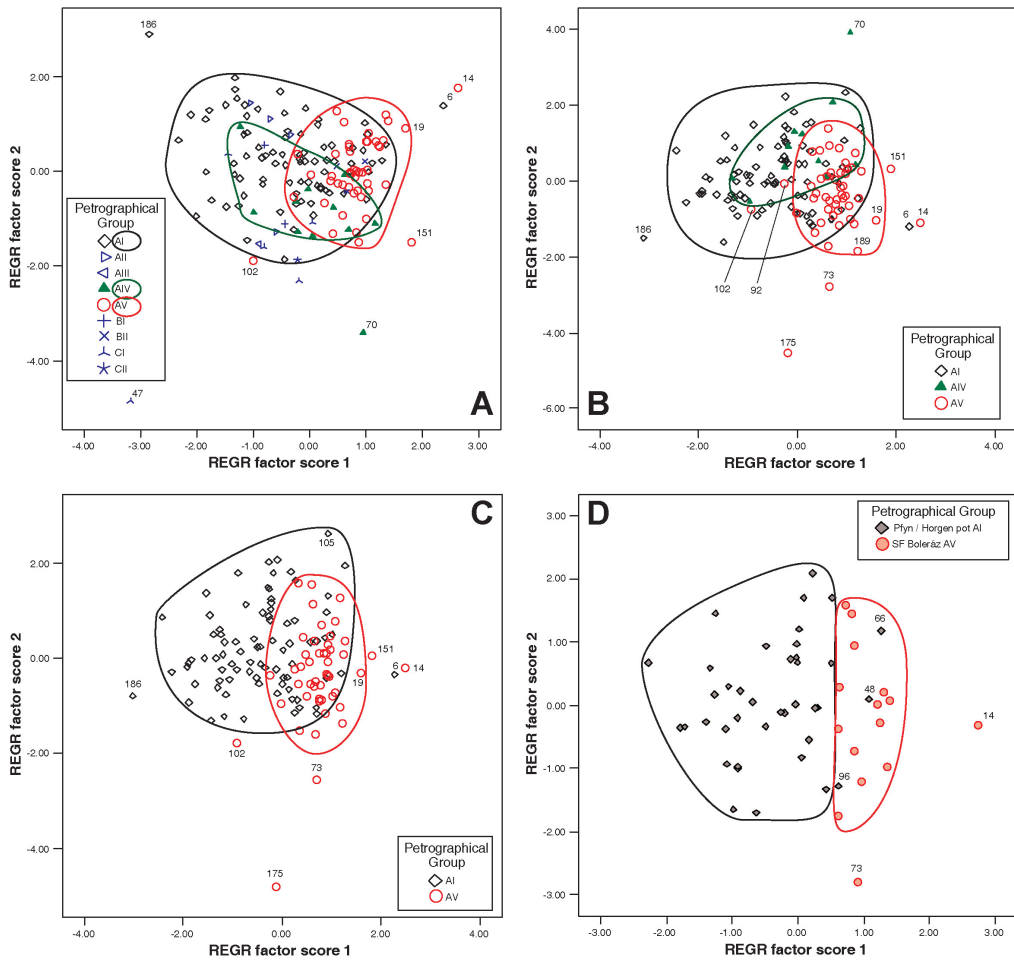 186
14
6
19
151
102
70
47
2.00
0.00
-2.00
-4.00
REGR factor score 2
Petrographical
Group
AI
AII
AIII
AIV
AV
BI
BII
CI
CII
A
-4.00
-3.00
-2.00
-1.00
0.00
1.00
2.00
3.00
REGR factor score 1
70
151
6
14
19
189
186
102
92
73
175
4.00
2.00
0.00
-2.00
-4.00
-6.00
REGR factor score 2
Petrographical
Group
AI
AIV
AV
B
-4.00
-2.00
0.00
2.00
4.00
REGR factor score 1
C
105
151
6
14
19
186
102
73
175
2.00
0.00
-2.00
-4.00
REGR factor score 2
Petrographical
Group
AI
AV
-4.00
-2.00
0.00
2.00
4.00
REGR factor score 1
D
Petrographical Group
Pfyn / Horgen pot AI
SF Boleráz AV
66
48
14
96
73
3.00
2.00
1.00
0.00
-1.00
-2.00
-3.00
REGR factor score 2
-3.00
-2.00
-1.00
0.00
1.00
2.00
3.00
REGR factor score 1